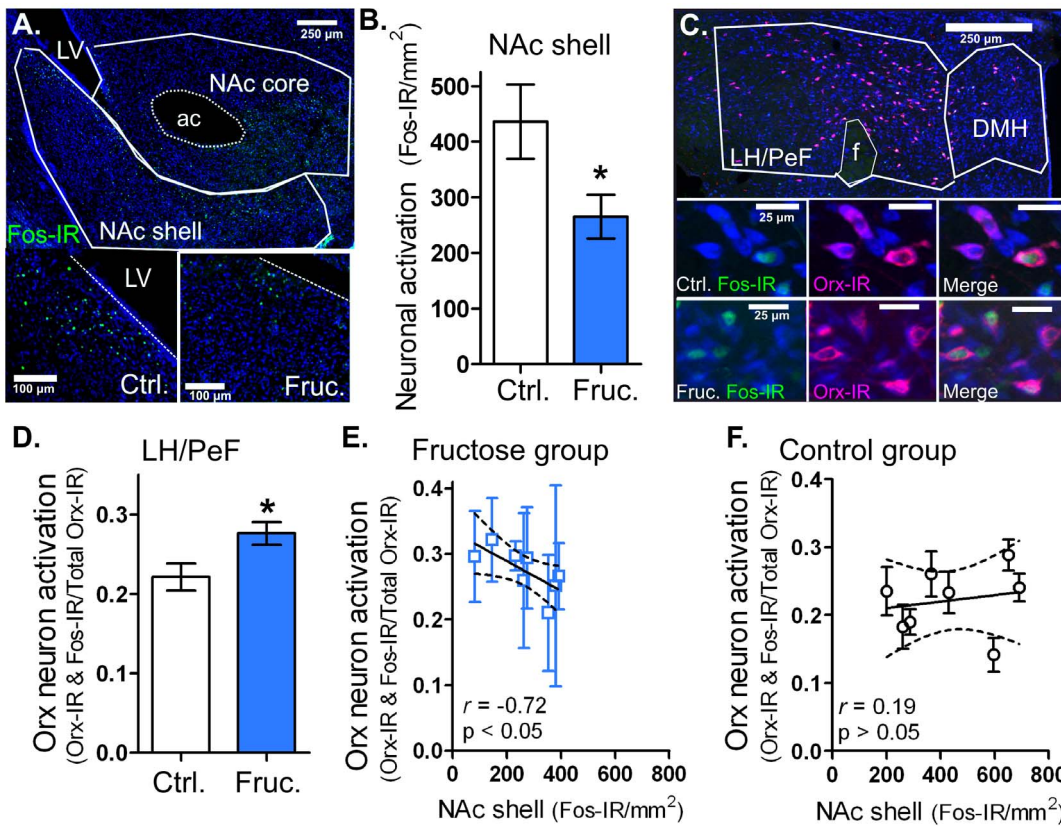 A.
250 µm
LV
NAc core
ac
NAc shell
Fos-IR
LV
100 µm
Ctrl.
100 µm
Fruc.
B.
NAc shell
Neuronal activation (Fos-IR/mm²)
500
400
300
200
100
0
*
Ctrl.
Fruc.
C.
250 µm
LH/PeF
f
DMH
25 µm
Ctrl. Fos-IR
Orx-IR
Merge
25 µm
Fruc. Fos-IR
Orx-IR
Merge
D.
LH/PeF
Orx neuron activation
(Orx-IR & Fos-IR/Total Orx-IR)
0.3
0.2
0.1
0.0
*
Ctrl.
Fruc.
E.
Fructose group
Orx neuron activation
(Orx-IR & Fos-IR/Total Orx-IR)
0.4
0.3
0.2
0.1
0.0
r = -0.72
p < 0.05
0 200 400 600 800
NAc shell (Fos-IR/mm²)
F.
Control group
Orx neuron activation
(Orx-IR & Fos-IR/Total Orx-IR)
0.4
0.3
0.2
0.1
0.0
r = 0.19
p > 0.05
0 200 400 600 800
NAc shell (Fos-IR/mm²)